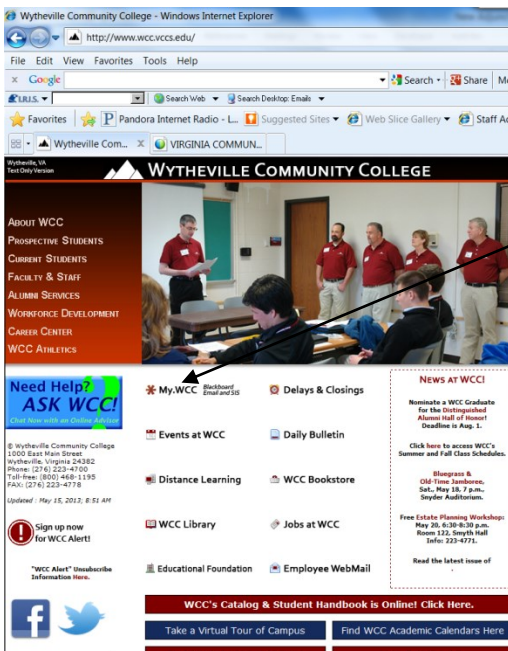 Wytheville Community College - Windows Internet Explorer
http://www.wcc.vccs.edu/
File Edit View Favorites Tools Help
x Google Search Share
I.R.I.S. Search Web Search Desktop: Emails
Favorites Pandora Internet Radio - L... Suggested Sites Web Slice Gallery Staff
Wytheville Com... X VIRGINIA COMMUN...
Wytheville, VA
Text Only Version
WYTHEVILLE COMMUNITY COLLEGE
ABOUT WCC
PROSPECTIVE STUDENTS
CURRENT STUDENTS
FACULTY & STAFF
ALUMNI SERVICES
WORKFORCE DEVELOPMENT
CAREER CENTER
WCC ATHLETICS
Need Help?
ASK WCC!
Chat Now with an Online Advisor
© Wytheville Community College
1000 East Main Street
Wytheville, Virginia 24382
Phone: (276) 223-4700
Toll-free: (800) 468-1195
FAX: (276) 223-4778
Updated : May 15, 2013; 8:51 AM
Sign up now
for WCC Alert!
"WCC Alert" Unsubscribe
Information Here.
My.WCC Blackboard
Email and SIS
Delays & Closings
Events at WCC
Daily Bulletin
Distance Learning
WCC Bookstore
WCC Library
Jobs at WCC
Educational Foundation
Employee WebMail
NEWS AT WCC!
Nominate a WCC Graduate
for the Distinguished
Alumni Hall of Honor!
Deadline is Aug. 1.
Click here to access WCC's
Summer and Fall Class Schedules.
Bluegrass &
Old-Time Jamboree,
Sat., May 18, 7 p.m.,
Snyder Auditorium.
Free Estate Planning Workshop:
May 20, 6:30-8:30 p.m.
Room 122, Smyth Hall
Info: 223-4771.
Read the latest issue of
.
WCC's Catalog & Student Handbook is Online! Click Here.
Take a Virtual Tour of Campus
Find WCC Academic Calendars Here